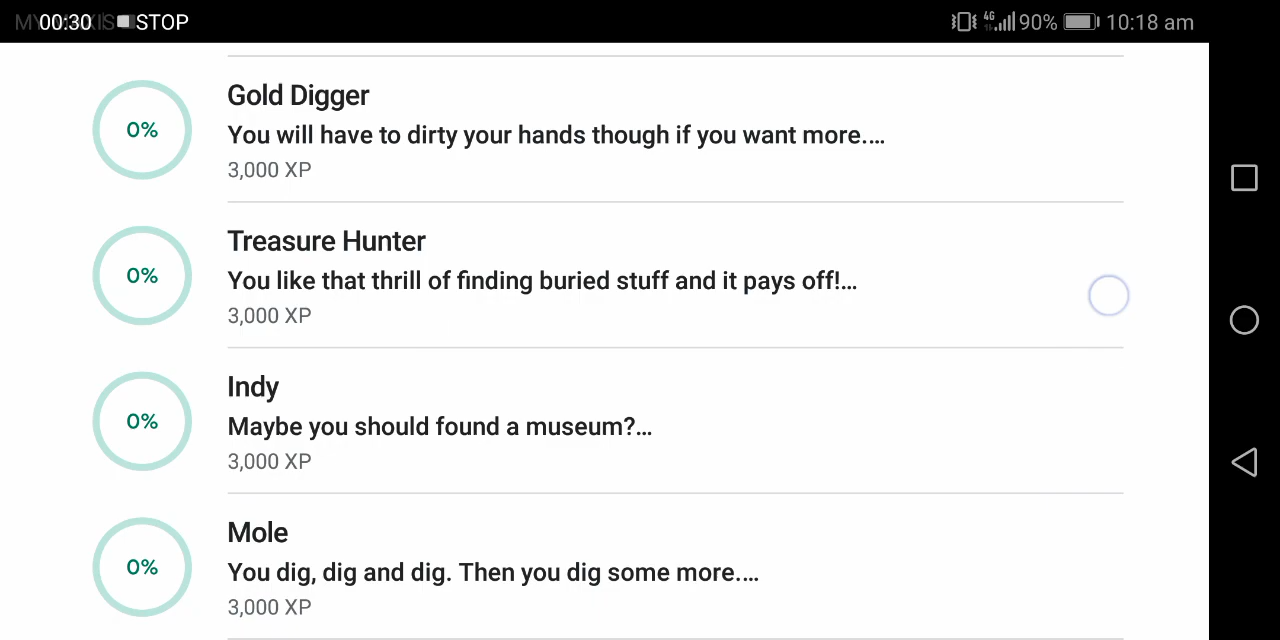 00:30 STOP 4G 90% 10:18 am
Gold Digger
0%
You will have to dirty your hands though if you want more....
3,000 XP
Treasure Hunter
0%
You like that thrill of finding buried stuff and it pays off!...
3,000 XP
Indy
0%
Maybe you should found a museum?...
3,000 XP
Mole
0%
You dig, dig and dig. Then you dig some more....
3,000 XP